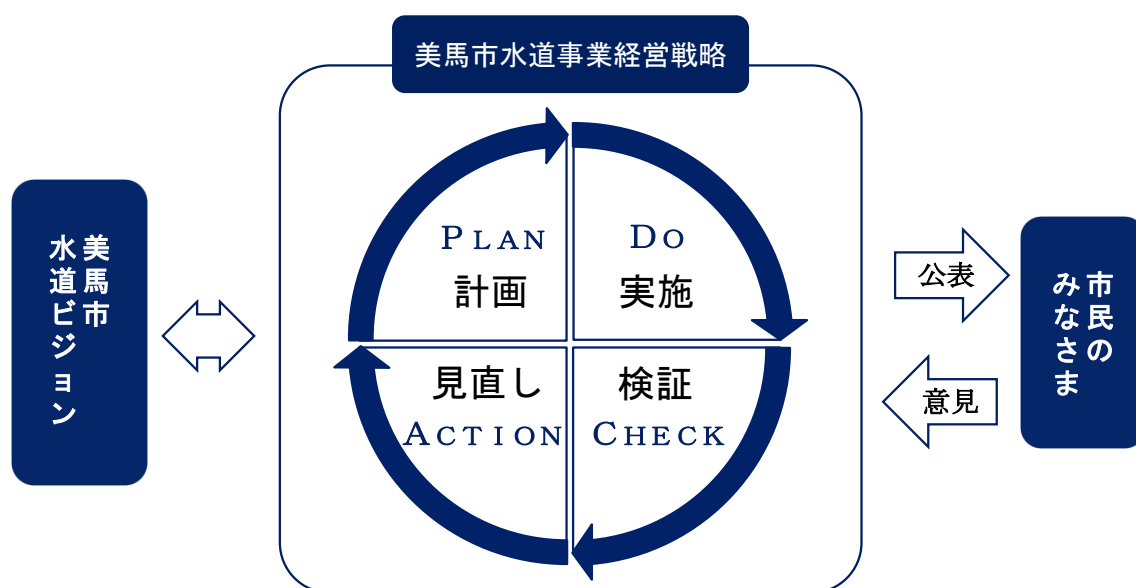 美馬市水道事業経営戦略
美馬市
水道ビジョン
PLAN
計画
DO
実施
見直し
ACTION
検証
CHECK
公表
意見
市民の
みなさま